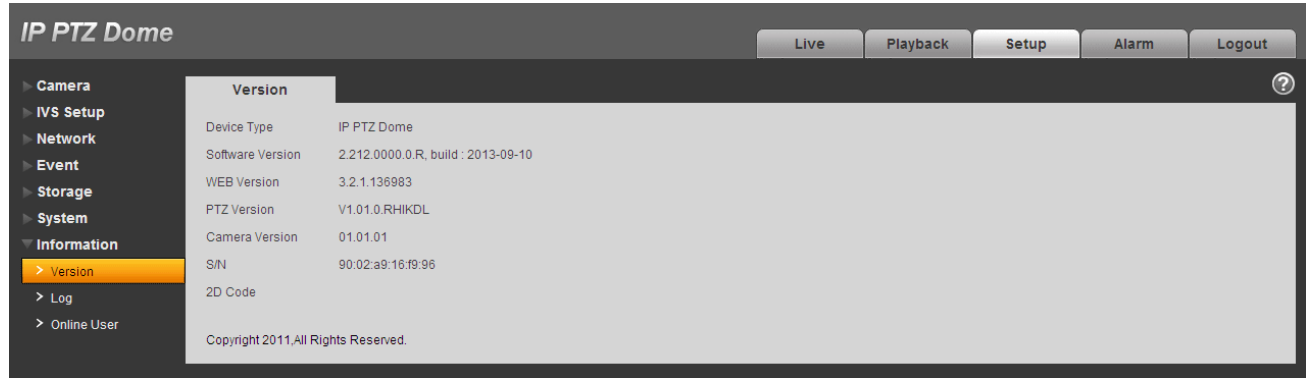 IP PTZ Dome
Live Playback Setup Alarm Logout
Camera
IVS Setup
Network
Event
Storage
System
Information
> Version
> Log
> Online User
Version
?
Device Type IP PTZ Dome
Software Version 2.212.0000.0.R, build : 2013-09-10
WEB Version 3.2.1.136983
PTZ Version V1.01.0.RHIKDL
Camera Version 01.01.01
S/N 90:02:a9:16:f9:96
2D Code
Copyright 2011,All Rights Reserved.